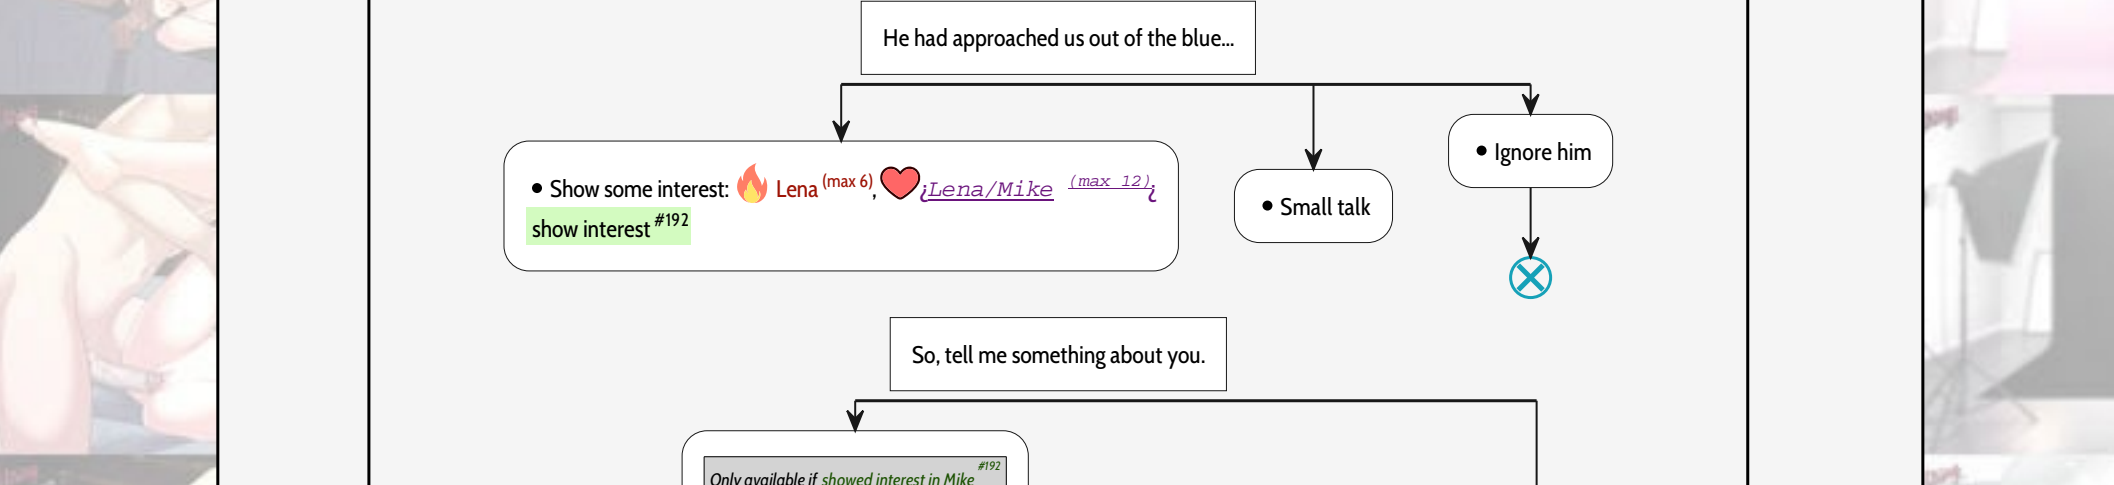 He had approached us out of the blue...
• Show some interest: Lena (max 6), ¿Lena/Mike (max 12)¿
show interest #192
• Small talk
• Ignore him
So, tell me something about you.
#192
Only available if showed interest in Mike